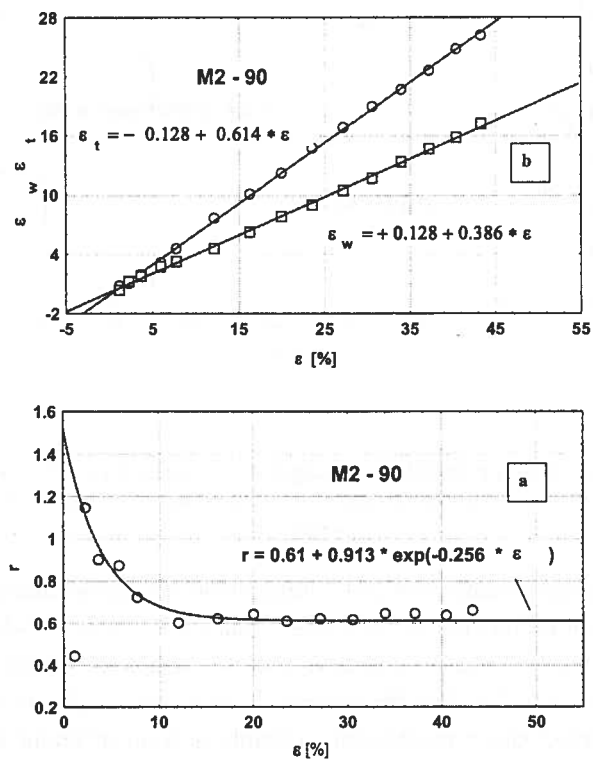 28
22
16
10
4
-2
ε w ε t
M2 - 90
ε t = - 0.128 + 0.614 * ε
b
ε w = + 0.128 + 0.386 * ε
-5 5 15 25 35 45 55
ε [%]
1.6
1.4
1.2
1
0.8
0.6
0.4
0.2
r
M2 - 90
a
r = 0.61 + 0.913 * exp(-0.256 * ε )
0 10 20 30 40 50
ε [%]